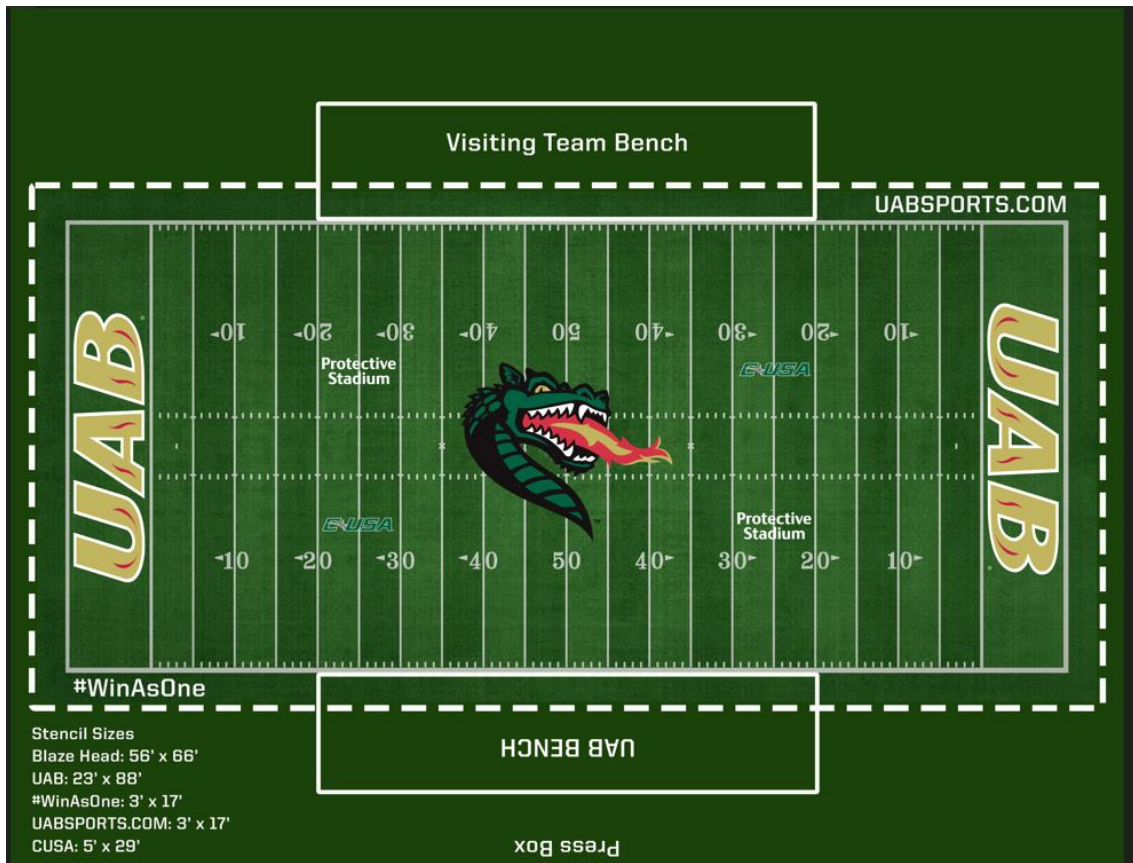 Visiting Team Bench
UABSPORTS.COM
UAB
UAB
10 20 30 40 50 40 30 20 10
Protective
Stadium
C-USA
C-USA
Protective
Stadium
10 20 30 40 50 40 30 20 10
#WinAsOne
UAB BENCH
Stencil Sizes
Blaze Head: 56' x 66'
UAB: 23' x 88'
#WinAsOne: 3' x 17'
UABSPORTS.COM: 3' x 17'
CUSA: 5' x 29'
Press Box